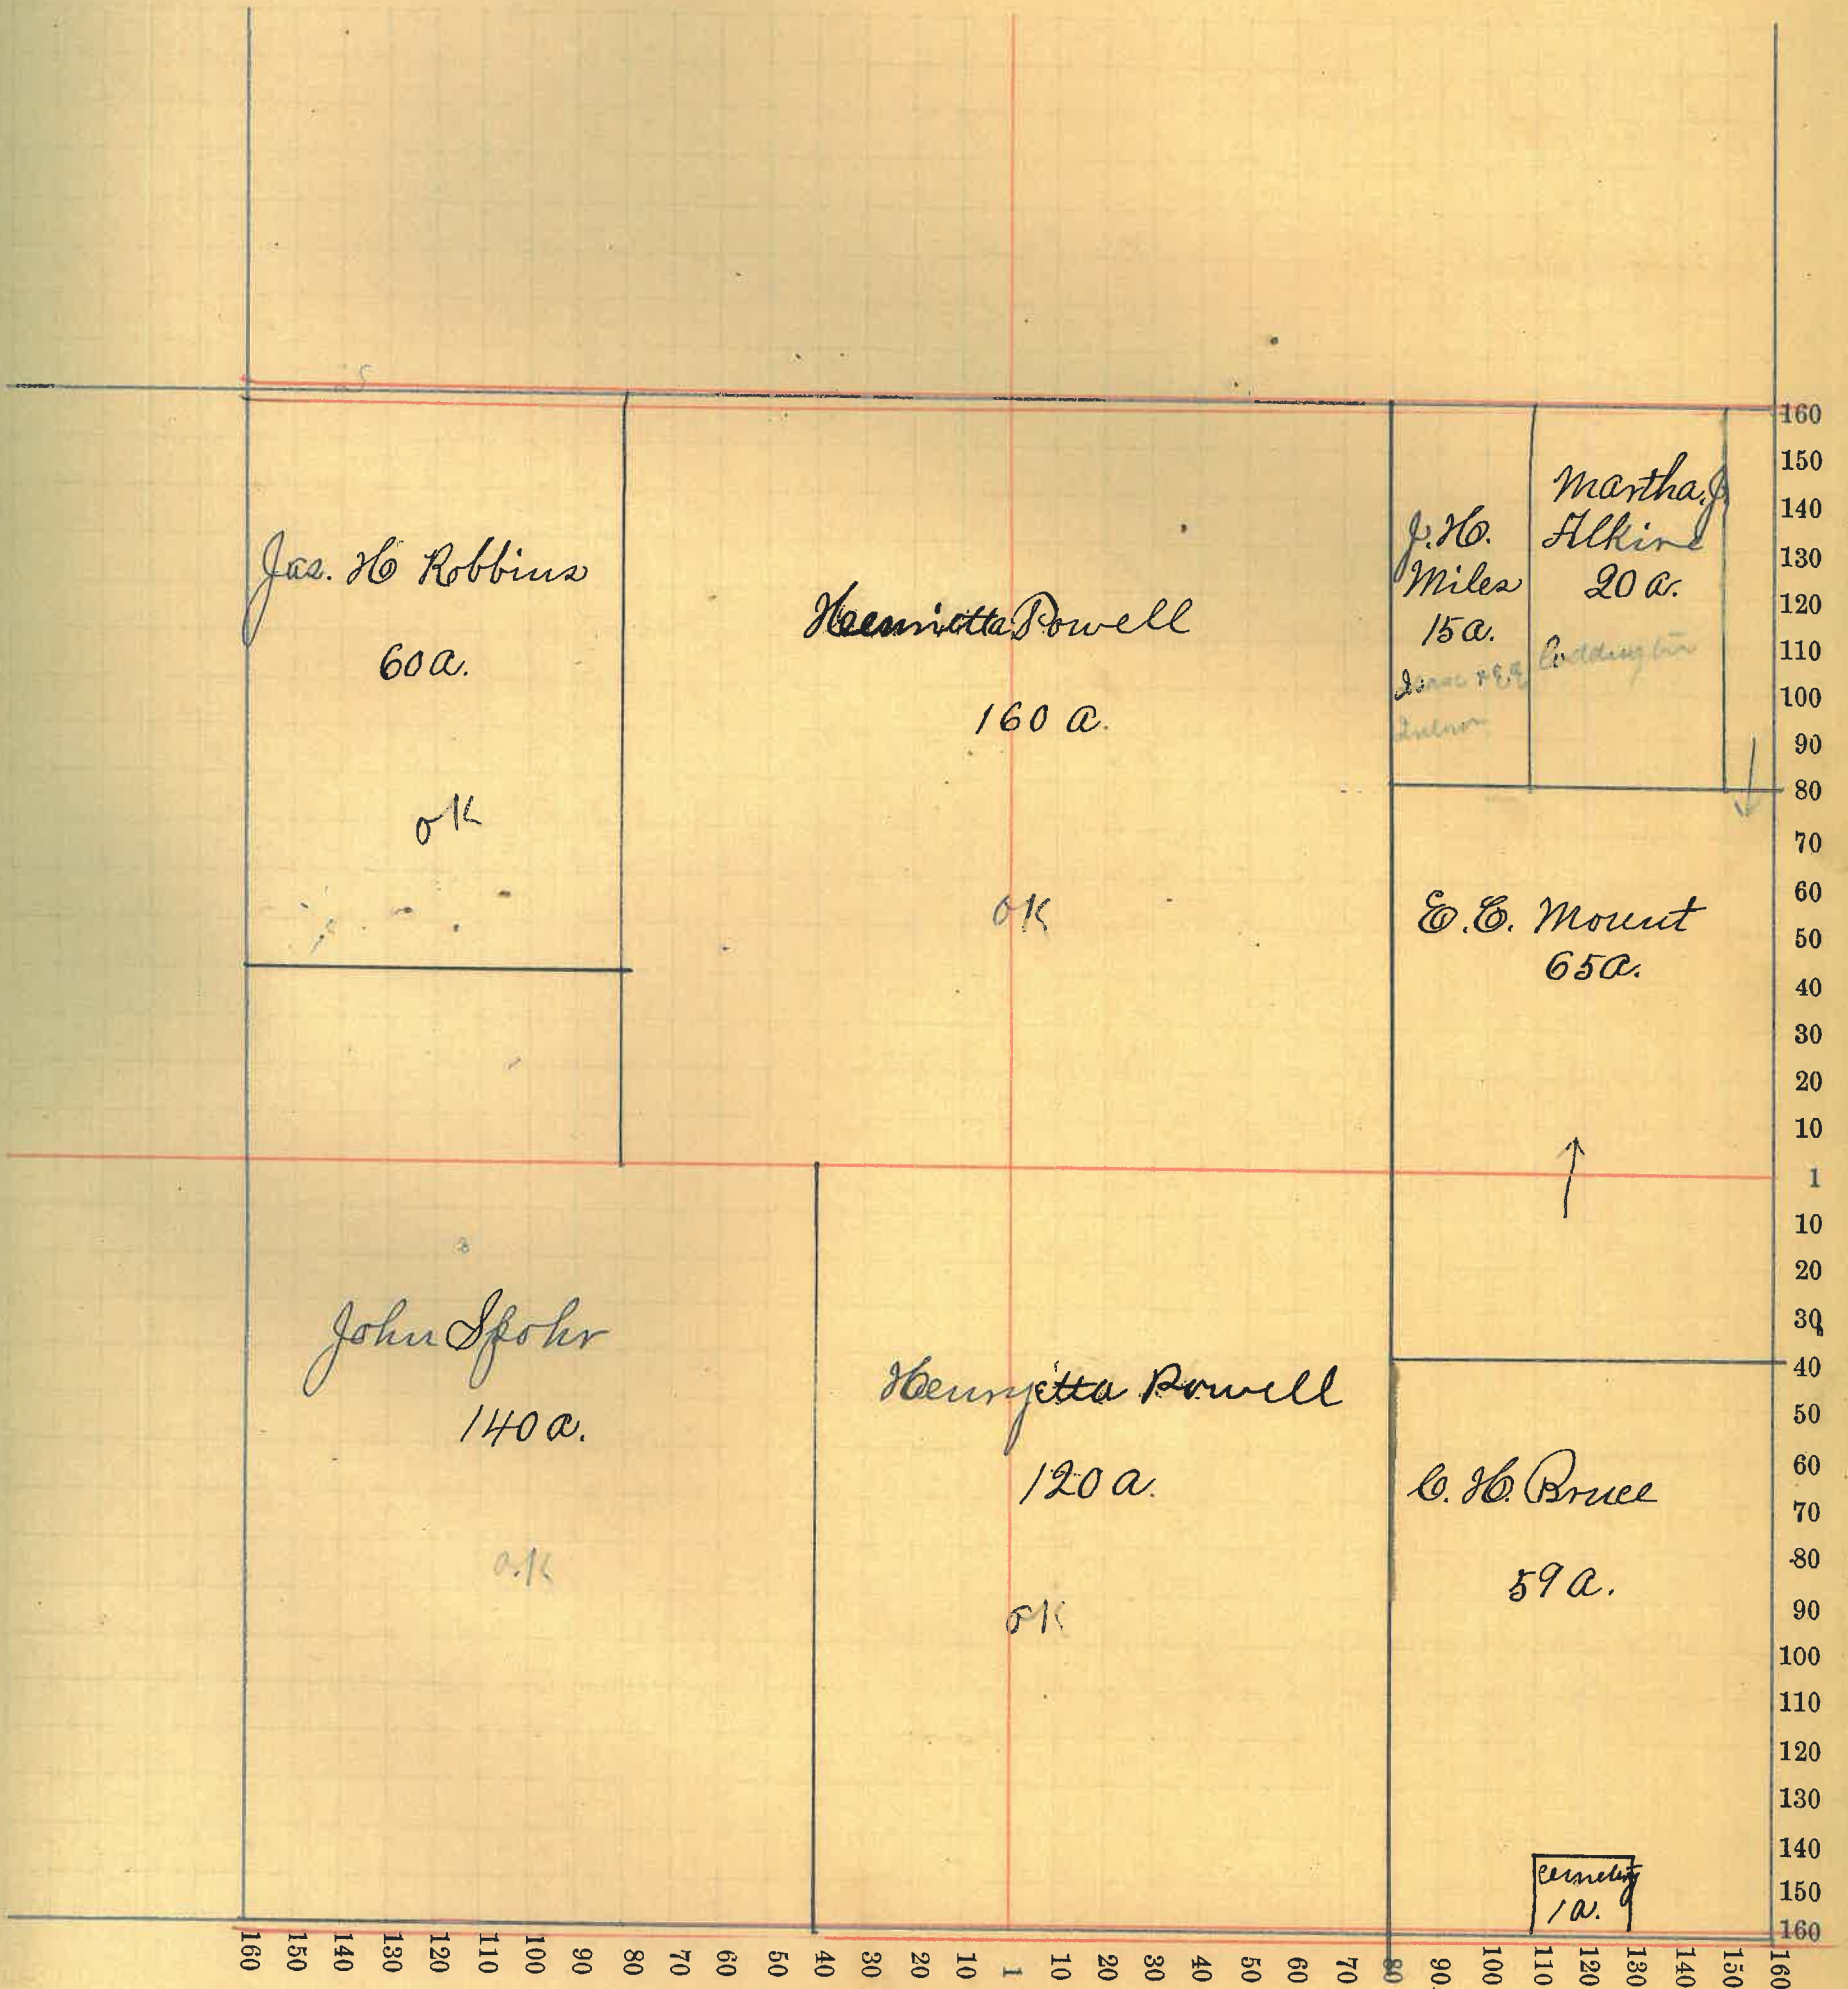 Jas. H Robbins
60 a.
OK
Henrietta Powell
160 a.
OK
J. H.
Miles
15 a.
Martha J.
Alkire
20 a.
Coddington
E. C. Mount
65 a.
John Spohr
140 a.
O.K
Henrietta Powell
120 a.
OK
C. H. Bruce
59 a.
Cemetery
1 a.
160
150
140
130
120
110
100
90
80
70
60
50
40
30
20
10
1
10
20
30
40
50
60
70
80
90
100
110
120
130
140
150
160
160 150 140 130 120 110 100 90 80 70 60 50 40 30 20 10 1 10 20 30 40 50 60 70 80 90 100 110 120 130 140 150 160